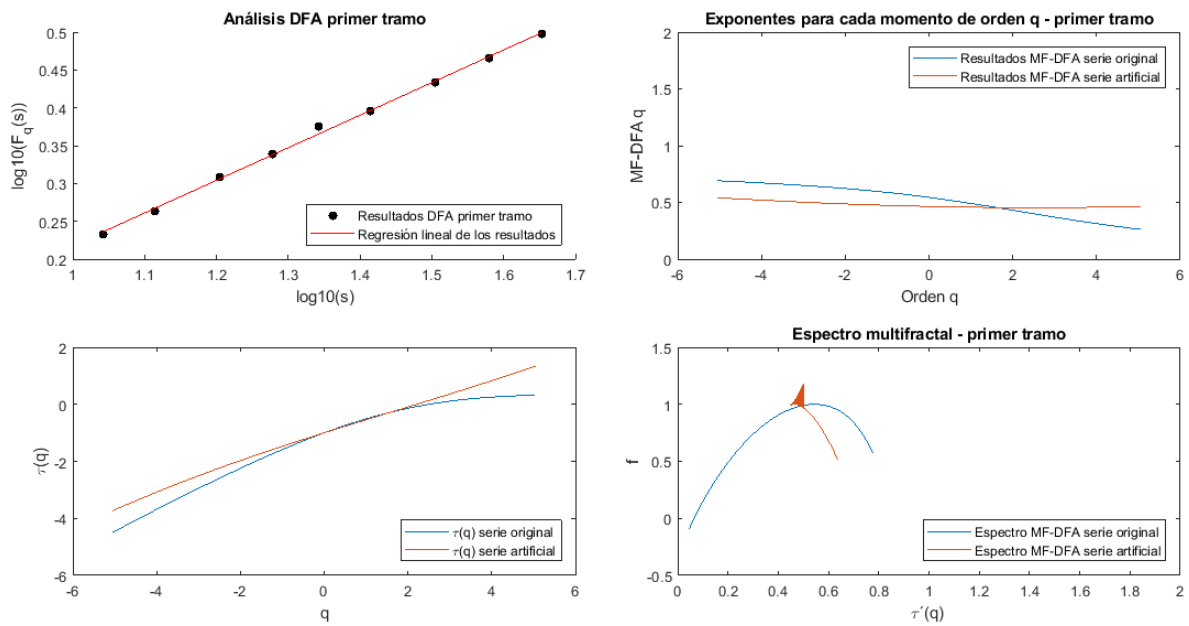 Análisis DFA primer tramo
0.5
0.45
0.4
0.35
0.3
0.25
0.2
log10(F_q(s))
Resultados DFA primer tramo
Regresión lineal de los resultados
1 1.1 1.2 1.3 1.4 1.5 1.6 1.7
log10(s)
Exponentes para cada momento de orden q - primer tramo
2
1.5
1
0.5
0
MF-DFA q
Resultados MF-DFA serie original
Resultados MF-DFA serie artificial
-6 -4 -2 0 2 4 6
Orden q
2
0
-2
-4
-6
τ(q)
τ(q) serie original
τ(q) serie artificial
-6 -4 -2 0 2 4 6
q
Espectro multifractal - primer tramo
1.5
1
0.5
0
-0.5
f
Espectro MF-DFA serie original
Espectro MF-DFA serie artificial
0 0.2 0.4 0.6 0.8 1 1.2 1.4 1.6 1.8 2
τ´(q)